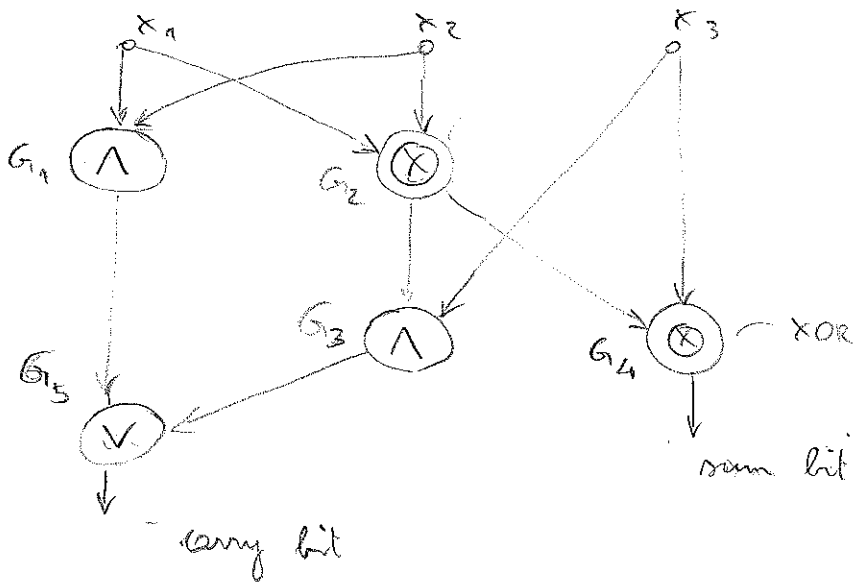 x₁ x₂ x₃
G₁ ∧ G₂ x
G₃ ∧ G₄ x XOR
G₅ ∨
sum bit
carry bit